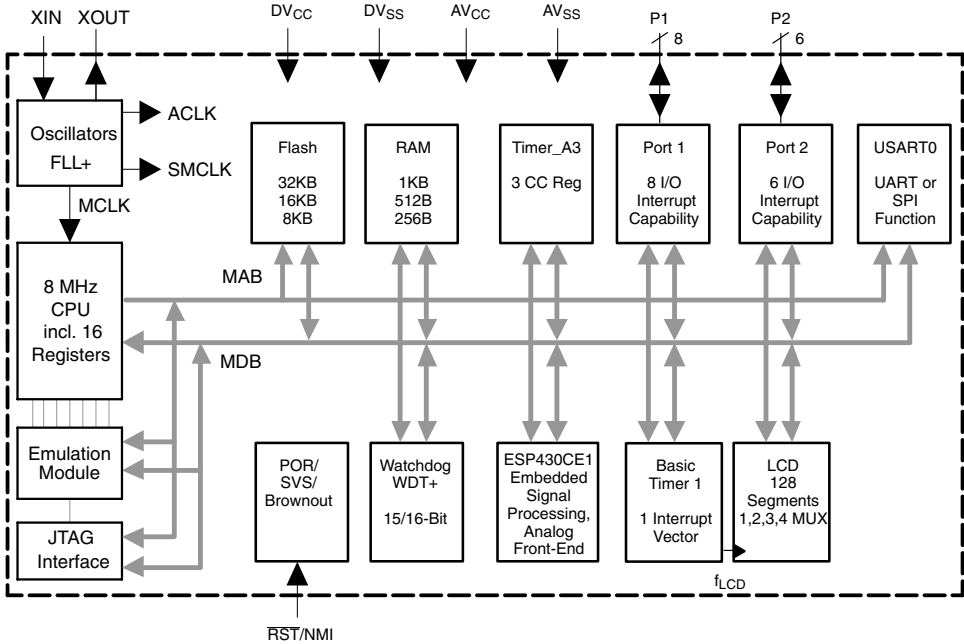 XIN XOUT DVCC DVSS AVCC AVSS P1 P2
8 6
Oscillators
FLL+
ACLK
SMCLK
MCLK
8 MHz
CPU
incl. 16
Registers
MAB
MDB
Flash
32KB
16KB
8KB
RAM
1KB
512B
256B
Timer_A3
3 CC Reg
Port 1
8 I/O
Interrupt
Capability
Port 2
6 I/O
Interrupt
Capability
USART0
UART or
SPI
Function
Emulation
Module
JTAG
Interface
POR/
SVS/
Brownout
Watchdog
WDT+
15/16-Bit
ESP430CE1
Embedded
Signal
Processing,
Analog
Front-End
Basic
Timer 1
1 Interrupt
Vector
LCD
128
Segments
1,2,3,4 MUX
fLCD
RST/NMI